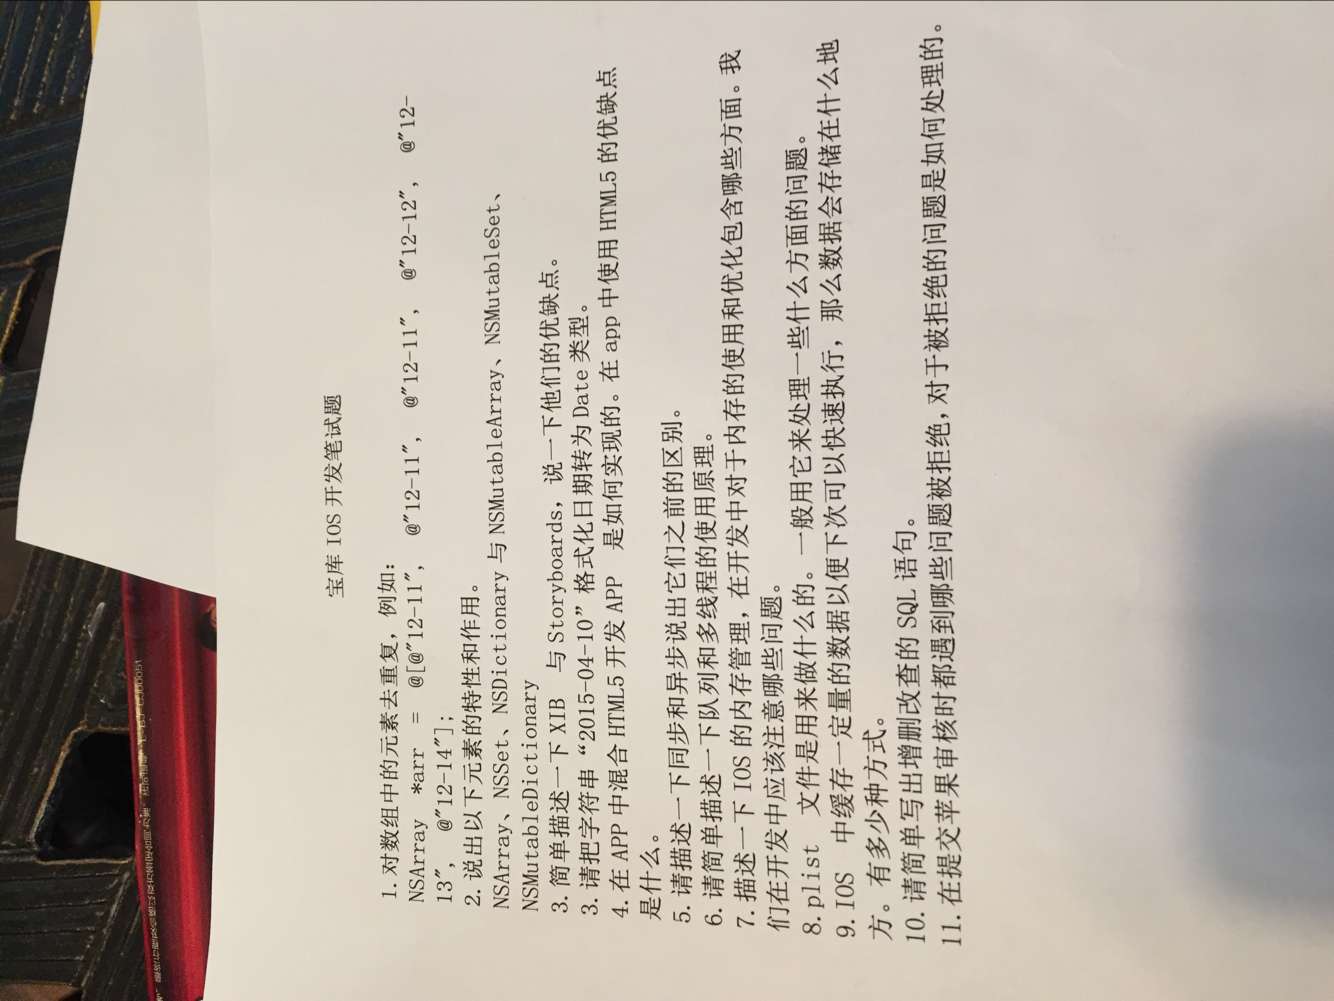 宝库 IOS 开发笔试题
1. 对数组中的元素去重复，例如：
NSArray *arr = @[@"12-11", @"12-11", @"12-11", @"12-12", @"12-
13", @"12-14"];
2. 说出以下元素的特性和作用。
NSArray、NSSet、NSDictionary 与 NSMutableArray、NSMutableSet、
NSMutableDictionary
3. 简单描述一下 XIB 与 Storyboards，说一下他们的优缺点。
3. 请把字符串“2015-04-10”格式化日期转为 Date 类型。
4. 在 APP 中混合 HTML5 开发 APP 是如何实现的。在 app 中使用 HTML5 的优缺点
是什么。
5. 请描述一下同步和异步说出它们之前的区别。
6. 请简单描述一下队列和多线程的使用原理。
7. 描述一下 IOS 的内存管理，在开发中对于内存的使用和优化包含哪些方面。我
们在开发中应该注意哪些问题。
8. plist 文件是用来做什么的。一般用它来处理一些什么方面的问题。
9. IOS 中缓存一定量的数据以便下次可以快速执行，那么数据会存储在什么地
方。有多少种方式。
10. 请简单写出增删改查的 SQL 语句。
11. 在提交苹果审核时都遇到哪些问题被拒绝，对于被拒绝的问题是如何处理的。